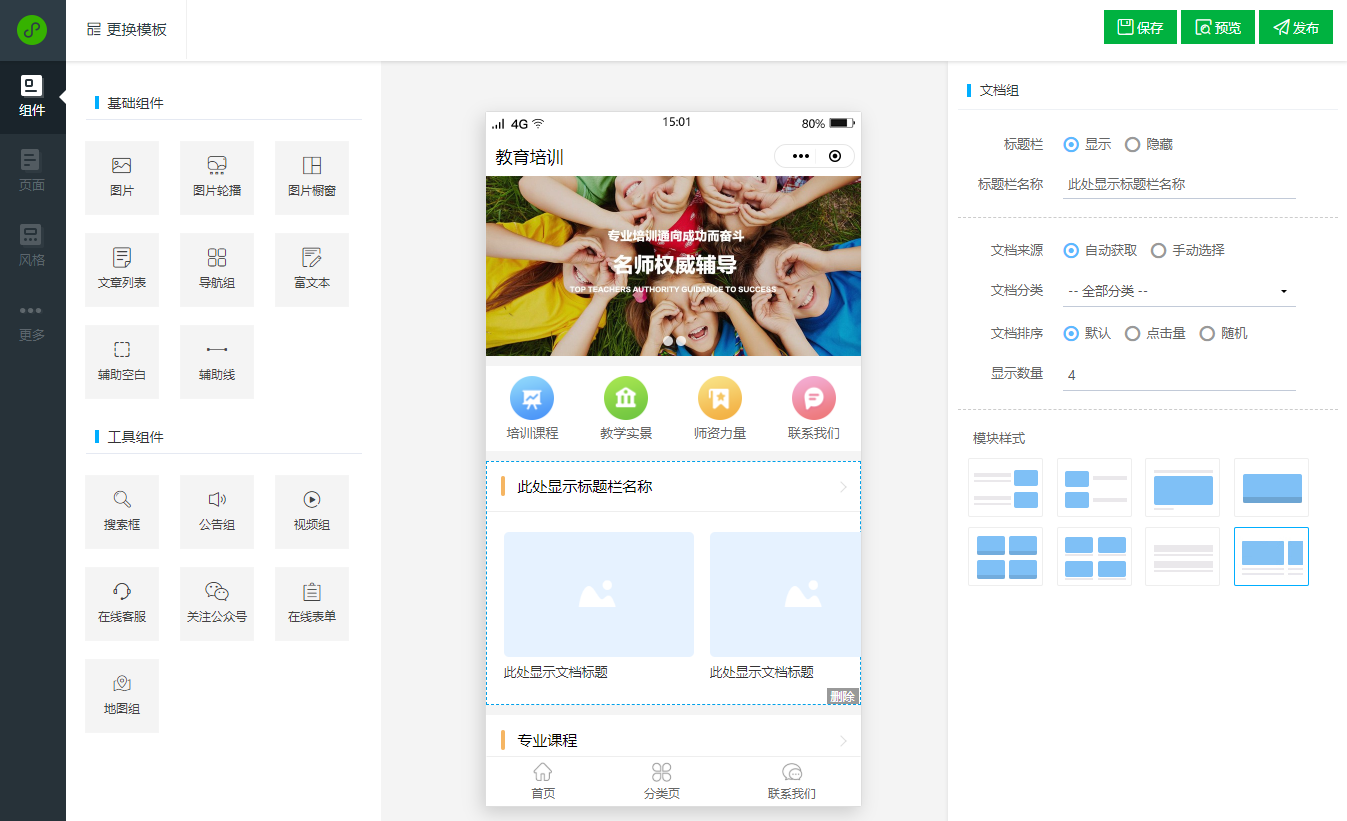 更换模板
保存 预览 发布
组件
页面
风格
更多
基础组件
图片 图片轮播 图片橱窗
文章列表 导航组 富文本
辅助空白 辅助线
工具组件
搜索框 公告组 视频组
在线客服 关注公众号 在线表单
地图组
4G 15:01 80%
教育培训
专业培训通向成功而奋斗
名师权威辅导
TOP TEACHERS AUTHORITY GUIDANCE TO SUCCESS
培训课程 教学实景 师资力量 联系我们
此处显示标题栏名称
此处显示文档标题 此处显示文档标题
删除
专业课程
首页 分类页 联系我们
文档组
标题栏 显示 隐藏
标题栏名称 此处显示标题栏名称
文档来源 自动获取 手动选择
文档分类 -- 全部分类 --
文档排序 默认 点击量 随机
显示数量 4
模块样式